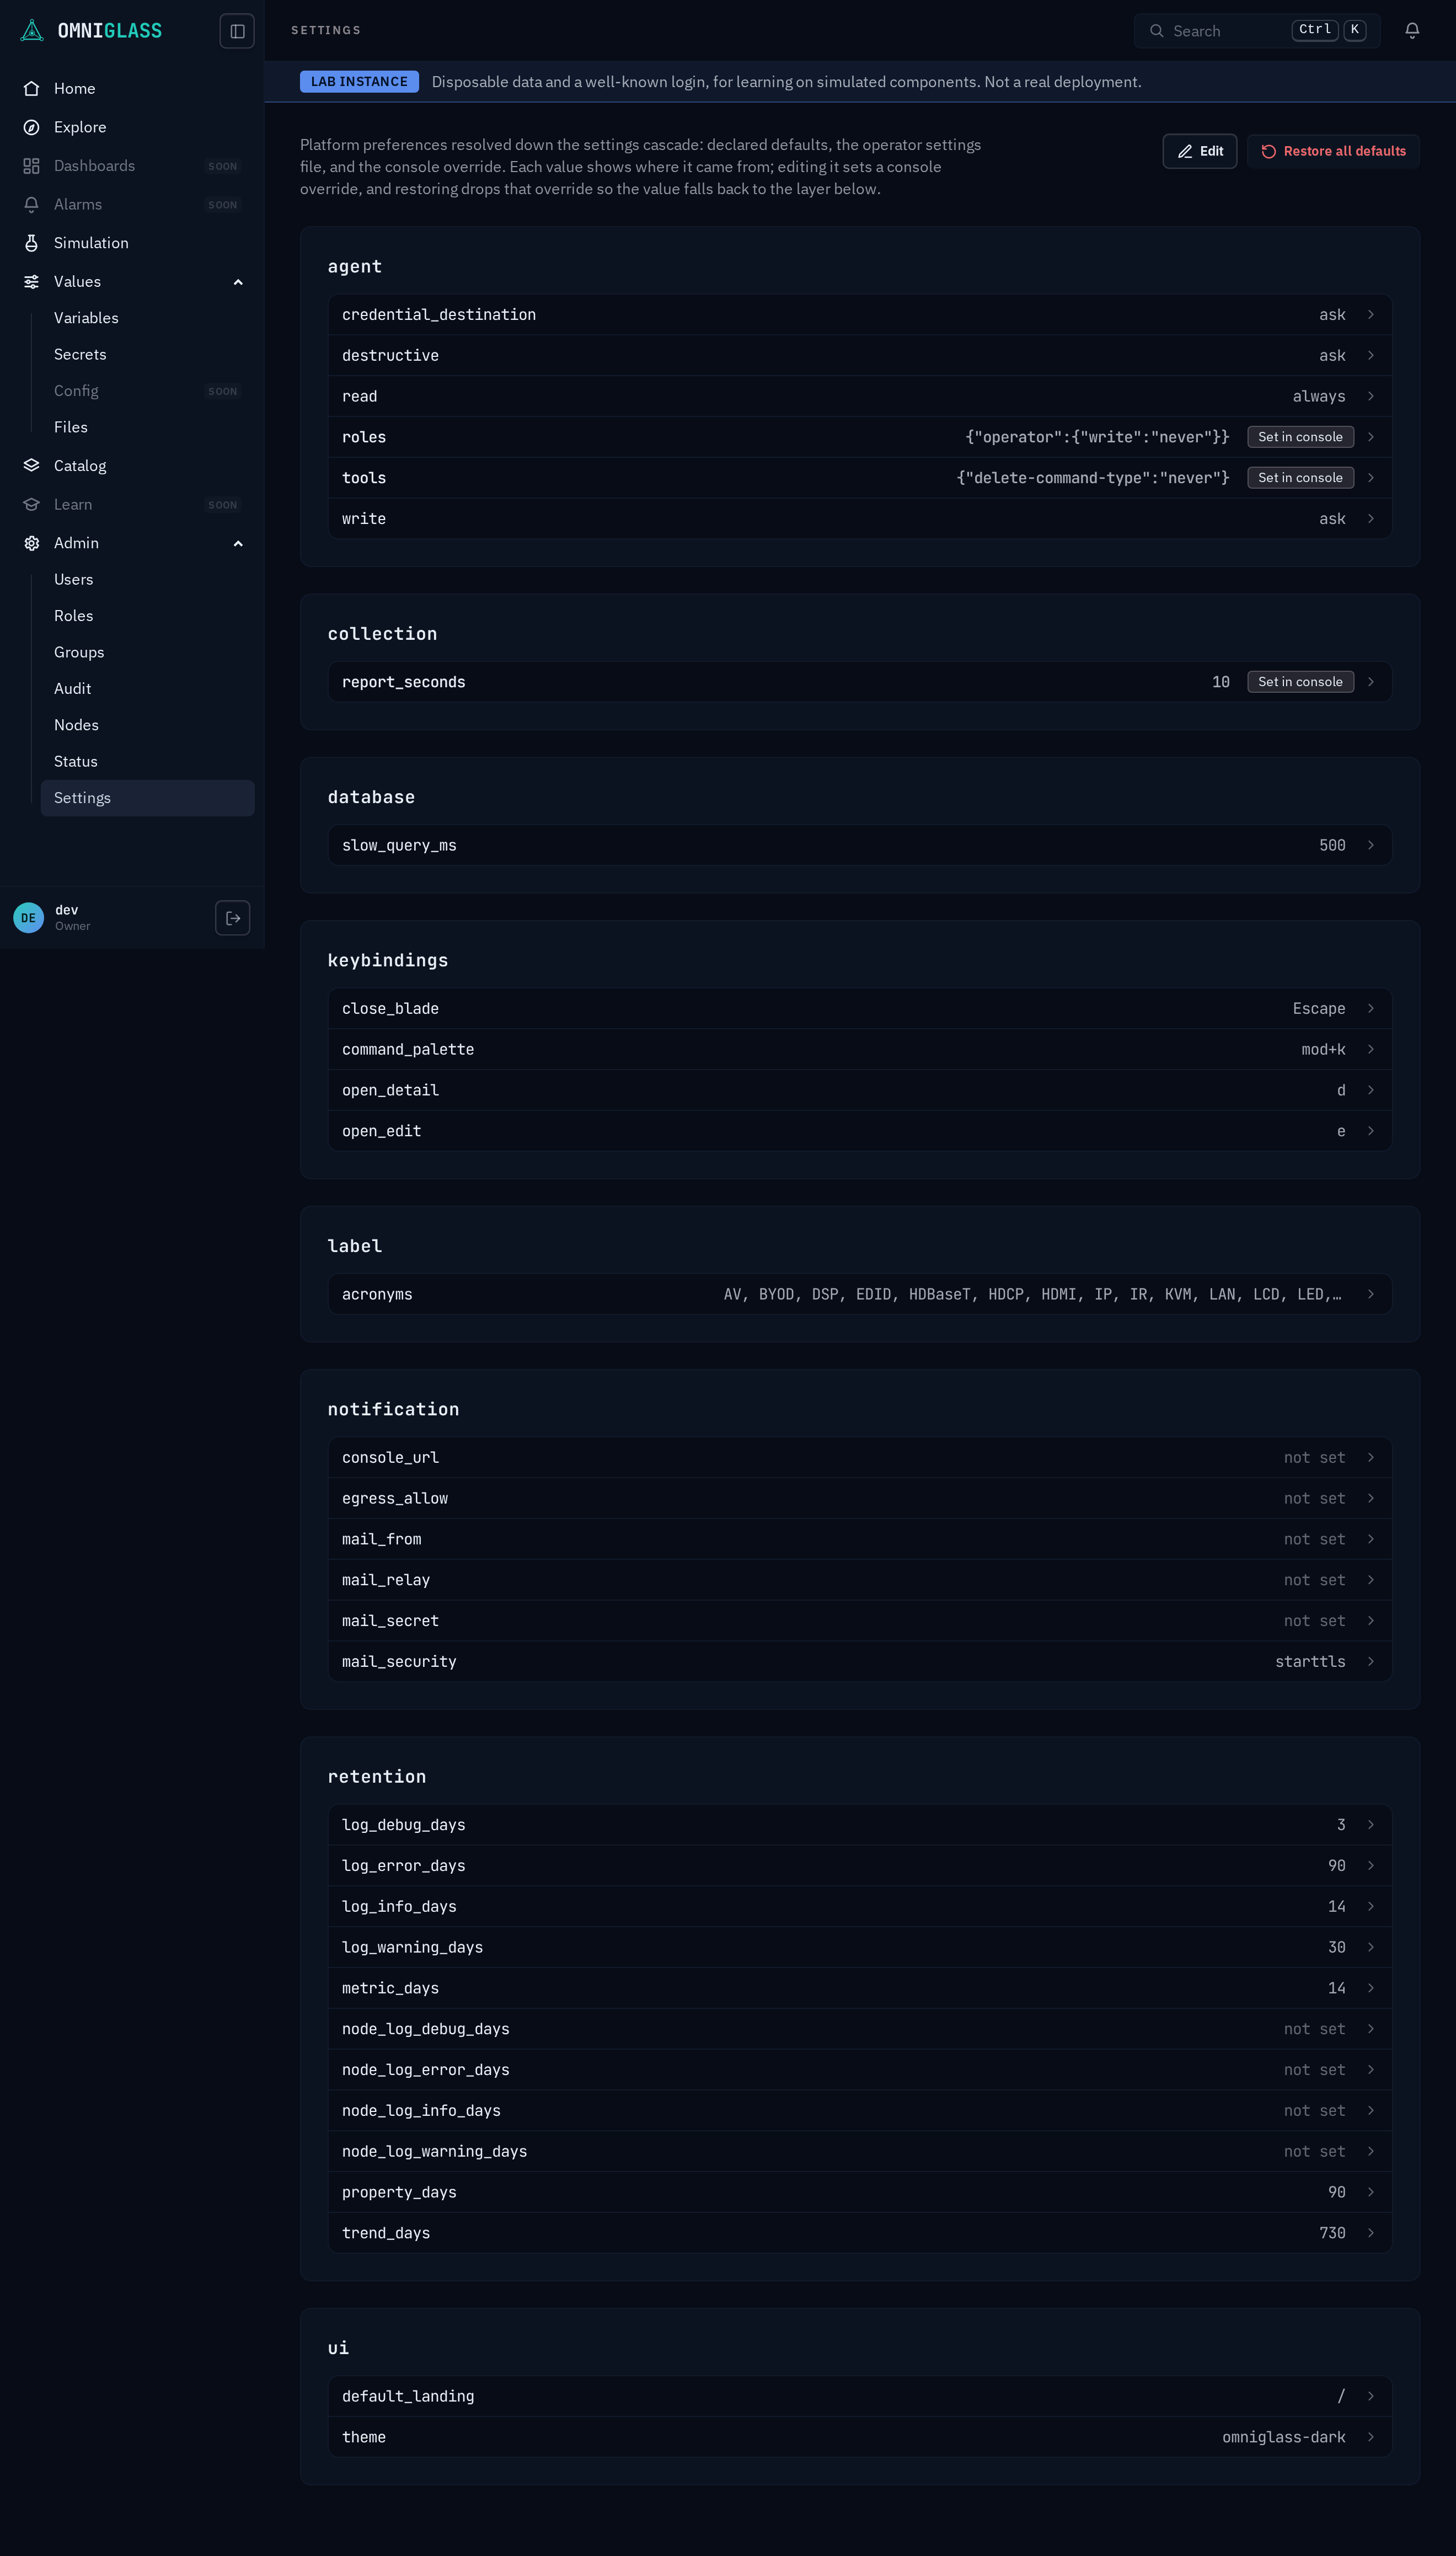 OMNIGLASS
Home
Explore
Dashboards SOON
Alarms SOON
Simulation
Values
Variables
Secrets
Config SOON
Files
Catalog
Learn SOON
Admin
Users
Roles
Groups
Audit
Nodes
Status
Settings
DE dev
Owner
SETTINGS
Search Ctrl K
LAB INSTANCE Disposable data and a well-known login, for learning on simulated components. Not a real deployment.
Platform preferences resolved down the settings cascade: declared defaults, the operator settings
file, and the console override. Each value shows where it came from; editing it sets a console
override, and restoring drops that override so the value falls back to the layer below.
Edit Restore all defaults
agent
credential_destination ask
destructive ask
read always
roles {"operator":{"write":"never"}} Set in console
tools {"delete-command-type":"never"} Set in console
write ask
collection
report_seconds 10 Set in console
database
slow_query_ms 500
keybindings
close_blade Escape
command_palette mod+k
open_detail d
open_edit e
label
acronyms AV, BYOD, DSP, EDID, HDBaseT, HDCP, HDMI, IP, IR, KVM, LAN, LCD, LED,…
notification
console_url not set
egress_allow not set
mail_from not set
mail_relay not set
mail_secret not set
mail_security starttls
retention
log_debug_days 3
log_error_days 90
log_info_days 14
log_warning_days 30
metric_days 14
node_log_debug_days not set
node_log_error_days not set
node_log_info_days not set
node_log_warning_days not set
property_days 90
trend_days 730
ui
default_landing /
theme omniglass-dark